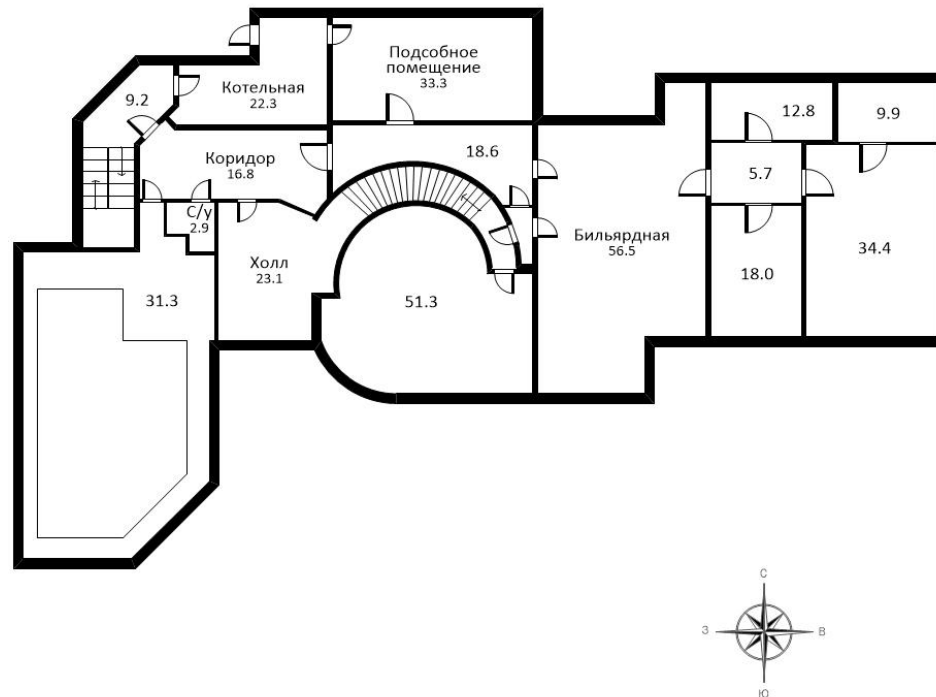 Подсобное
помещение
33.3
Котельная
22.3
9.2
12.8
9.9
18.6
Коридор
16.8
5.7
С/у
2.9
Бильярдная
56.5
34.4
Холл
23.1
18.0
31.3
51.3
С
З
В
Ю